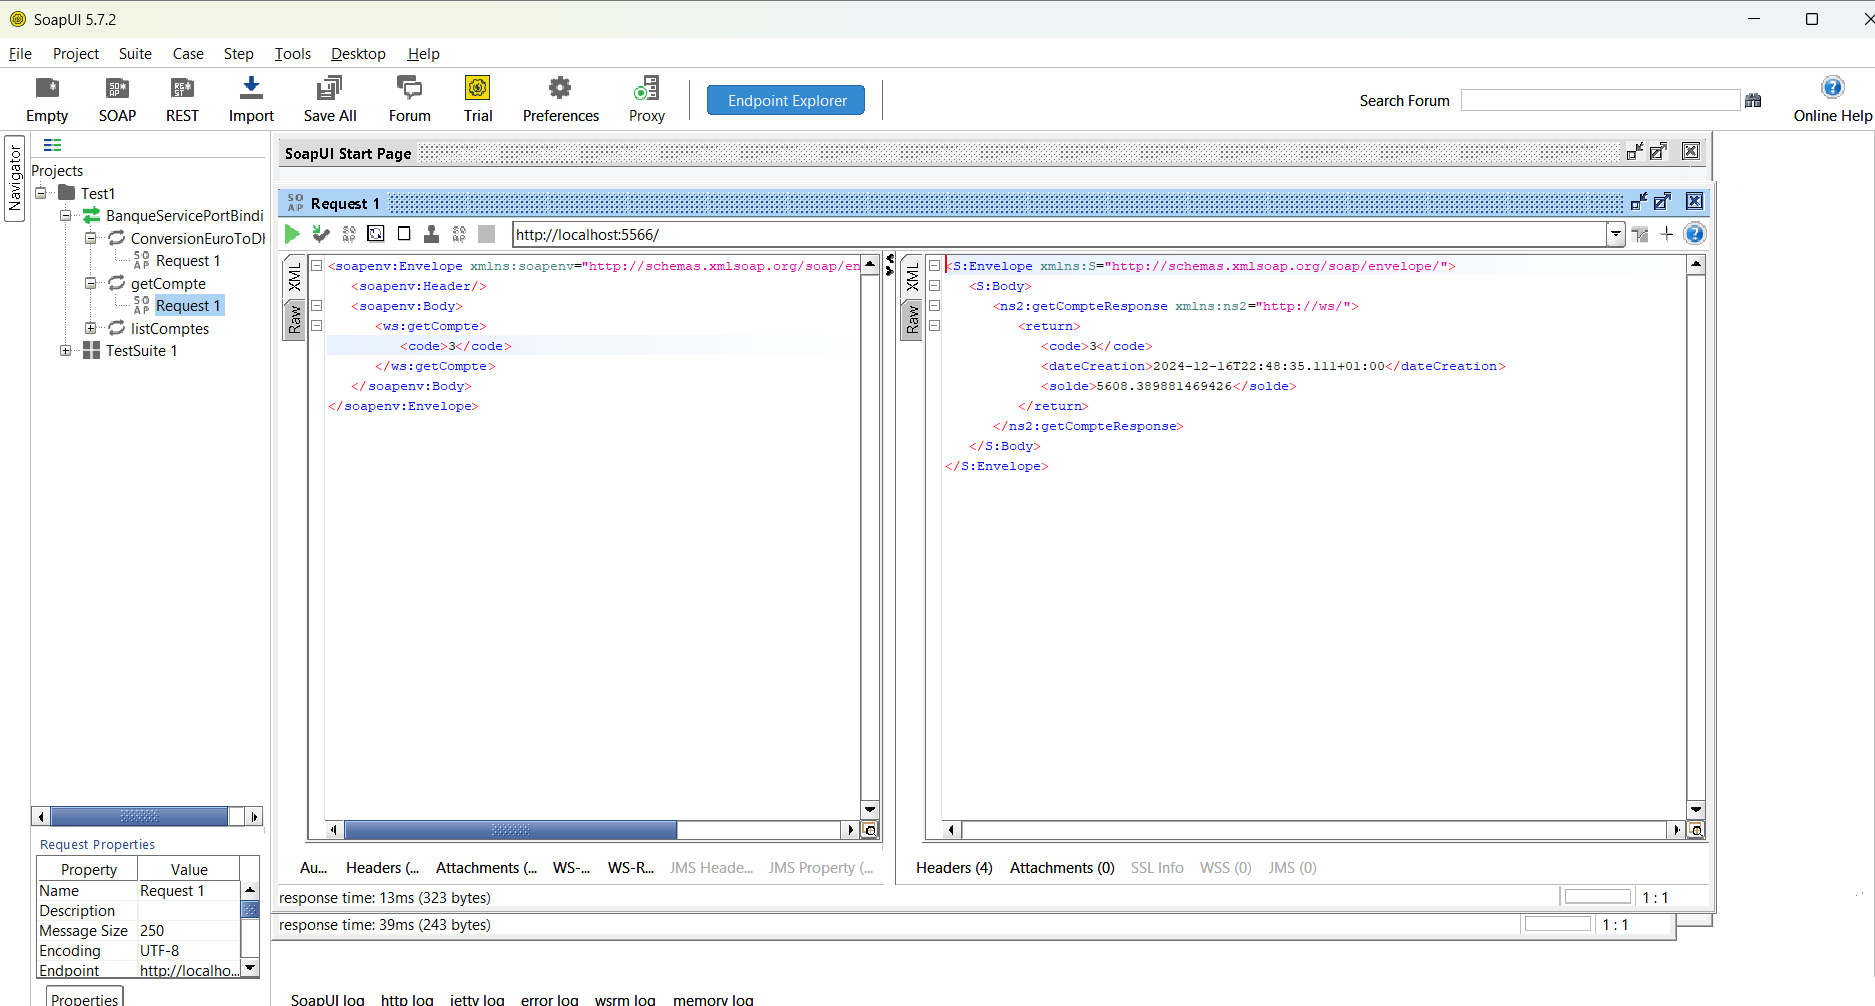 SoapUI 5.7.2
File Project Suite Case Step Tools Desktop Help
Empty SOAP REST Import Save All Forum Trial Preferences Proxy Endpoint Explorer Search Forum Online Help
Navigator
Projects
Test1
BanqueServicePortBindi
ConversionEuroToDh
Request 1
getCompte
Request 1
listComptes
TestSuite 1
SoapUI Start Page
Request 1
http://localhost:5566/
XML
Raw
<soapenv:Envelope xmlns:soapenv="http://schemas.xmlsoap.org/soap/en
<soapenv:Header/>
<soapenv:Body>
<ws:getCompte>
<code>3</code>
</ws:getCompte>
</soapenv:Body>
</soapenv:Envelope>
XML
Raw
<S:Envelope xmlns:S="http://schemas.xmlsoap.org/soap/envelope/">
<S:Body>
<ns2:getCompteResponse xmlns:ns2="http://ws/">
<return>
<code>3</code>
<dateCreation>2024-12-16T22:48:35.111+01:00</dateCreation>
<solde>5608.389881469426</solde>
</return>
</ns2:getCompteResponse>
</S:Body>
</S:Envelope>
Au... Headers (... Attachments (... WS-... WS-R... JMS Heade... JMS Property (...
Headers (4) Attachments (0) SSL Info WSS (0) JMS (0)
response time: 13ms (323 bytes) 1 : 1
response time: 39ms (243 bytes) 1 : 1
Request Properties
Property Value
Name Request 1
Description
Message Size 250
Encoding UTF-8
Endpoint http://localho...
Properties
SoapUI log http log jetty log error log wsrm log memory log